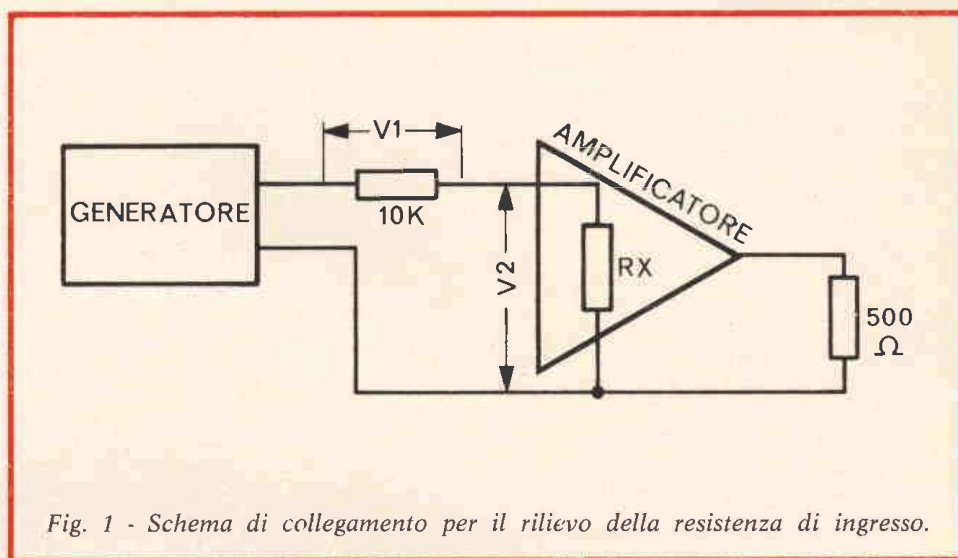 V1
GENERATORE
10K
V2
AMPLIFICATORE
RX
500
Ω
Fig. 1 - Schema di collegamento per il rilievo della resistenza di ingresso.